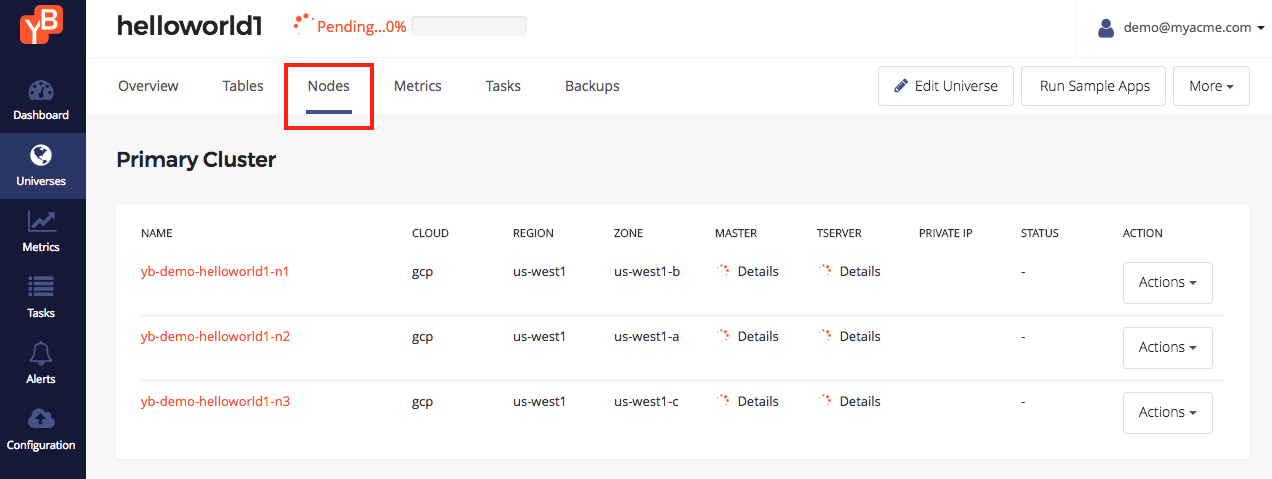 YB
helloworld1 Pending...0% demo@myacme.com
Overview Tables Nodes Metrics Tasks Backups Edit Universe Run Sample Apps More
Dashboard
Universes
Metrics
Tasks
Alerts
Configuration
Primary Cluster
NAME CLOUD REGION ZONE MASTER TSERVER PRIVATE IP STATUS ACTION
yb-demo-helloworld1-n1 gcp us-west1 us-west1-b Details Details - Actions
yb-demo-helloworld1-n2 gcp us-west1 us-west1-a Details Details - Actions
yb-demo-helloworld1-n3 gcp us-west1 us-west1-c Details Details - Actions